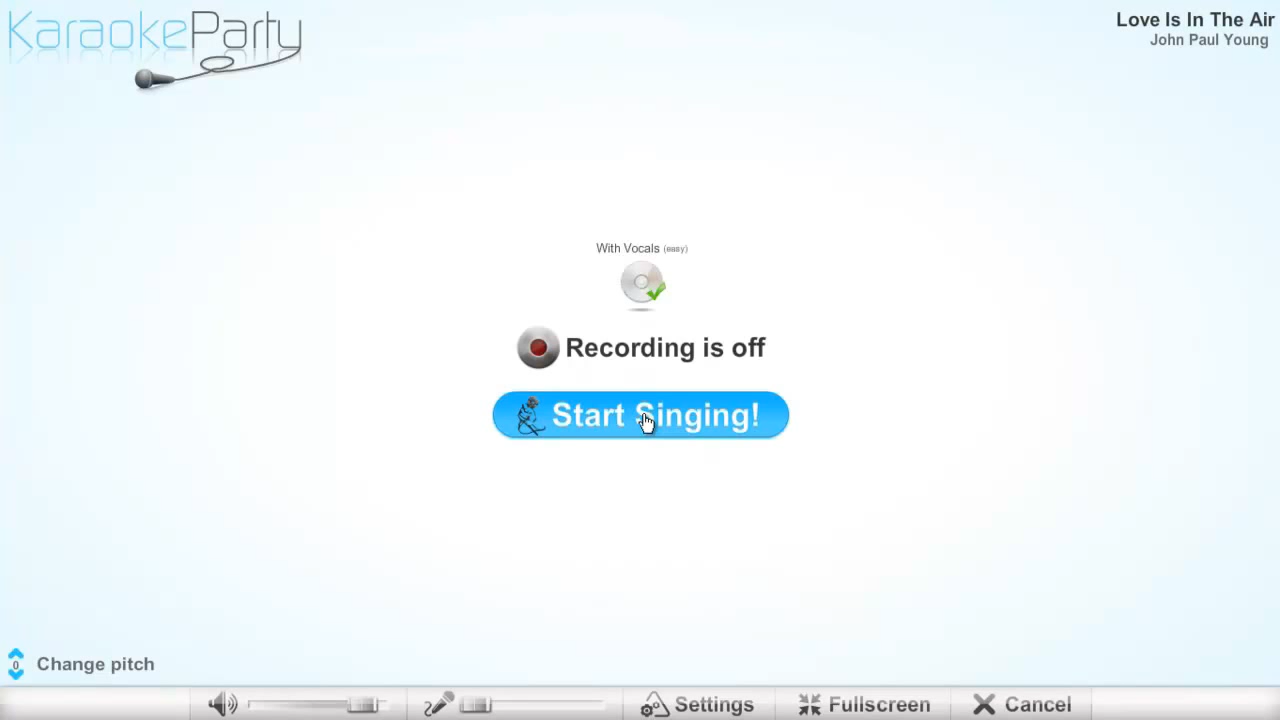 KaraokeParty
Love Is In The Air
John Paul Young
With Vocals (easy)
Recording is off
Start Singing!
0 Change pitch
Settings
Fullscreen
Cancel